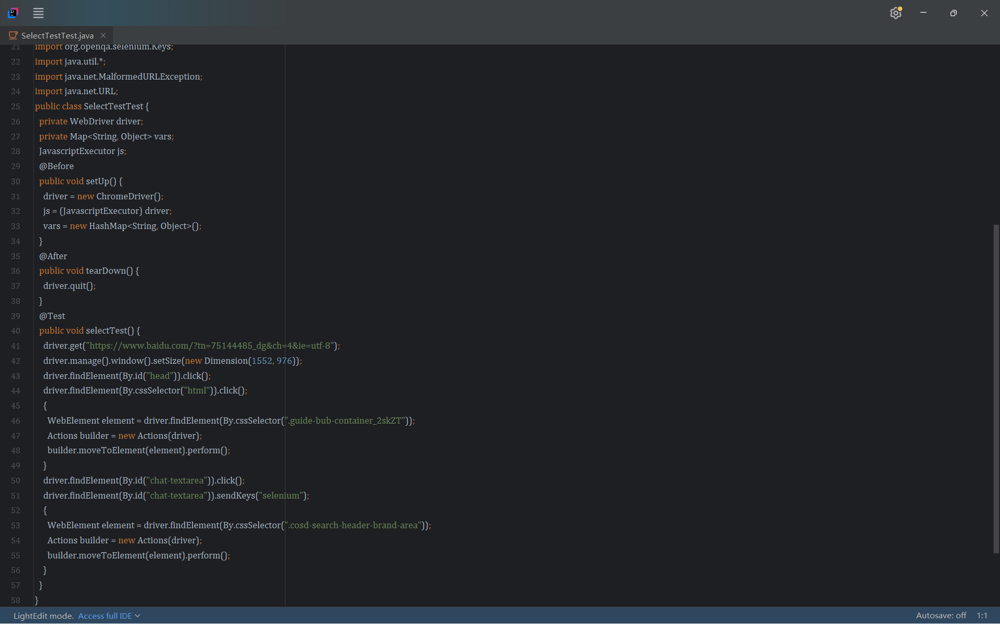 SelectTestTest.java
21 import org.openqa.selenium.Keys;
22 import java.util.*;
23 import java.net.MalformedURLException;
24 import java.net.URL;
25 public class SelectTestTest {
26 private WebDriver driver;
27 private Map<String, Object> vars;
28 JavascriptExecutor js;
29 @Before
30 public void setUp() {
31 driver = new ChromeDriver();
32 js = (JavascriptExecutor) driver;
33 vars = new HashMap<String, Object>();
34 }
35 @After
36 public void tearDown() {
37 driver.quit();
38 }
39 @Test
40 public void selectTest() {
41 driver.get("https://www.baidu.com/?tn=75144485_dg&ch=4&ie=utf-8");
42 driver.manage().window().setSize(new Dimension(1552, 976));
43 driver.findElement(By.id("head")).click();
44 driver.findElement(By.cssSelector("html")).click();
45 {
46 WebElement element = driver.findElement(By.cssSelector(".guide-bub-container_2skZT"));
47 Actions builder = new Actions(driver);
48 builder.moveToElement(element).perform();
49 }
50 driver.findElement(By.id("chat-textarea")).click();
51 driver.findElement(By.id("chat-textarea")).sendKeys("selenium");
52 {
53 WebElement element = driver.findElement(By.cssSelector(".cosd-search-header-brand-area"));
54 Actions builder = new Actions(driver);
55 builder.moveToElement(element).perform();
56 }
57 }
58 }
LightEdit mode. Access full IDE Autosave: off 1:1